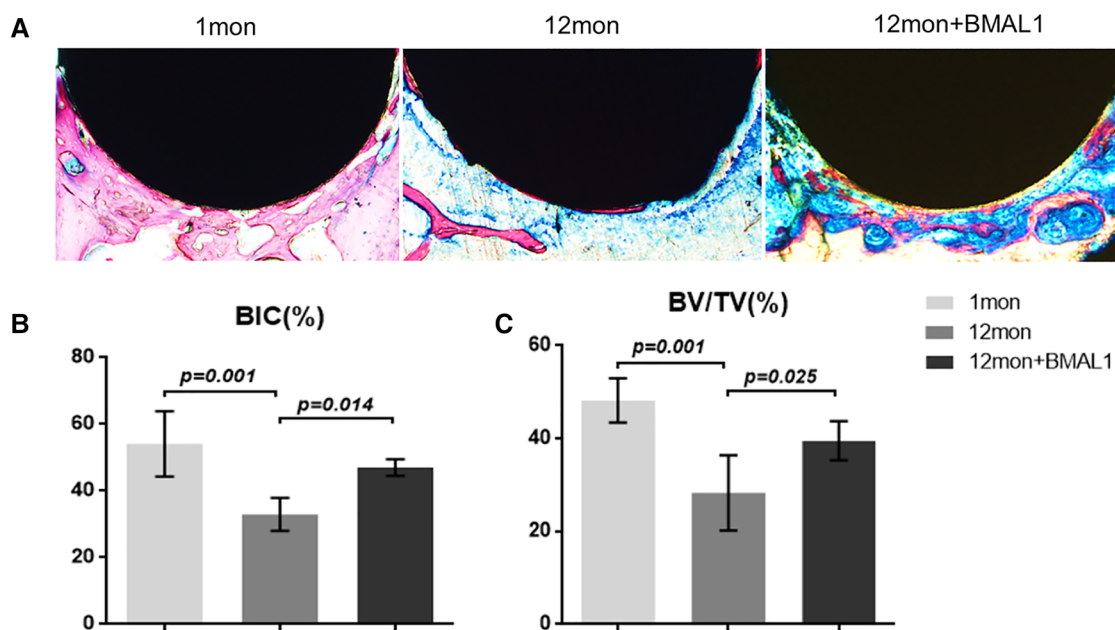 A
1mon
12mon
12mon+BMAL1
B
BIC(%)
80
60
40
20
0
p=0.001
p=0.014
C
BV/TV(%)
60
40
20
0
p=0.001
p=0.025
1mon
12mon
12mon+BMAL1